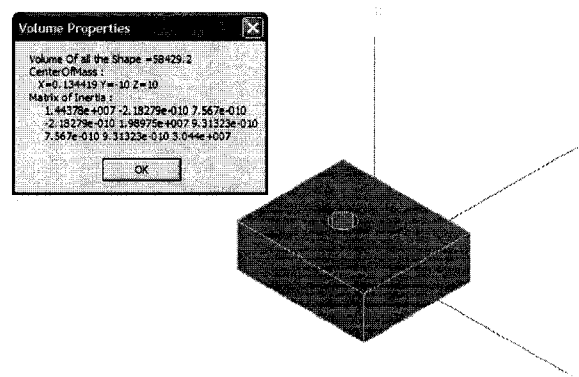 Volume Properties
Volume Of all the Shape =58429.2
CenterOfMass :
X=0.134419 Y=-10 Z=10
Matrix of Inertia :
1.44378e+007 -2.18279e-010 7.567e-010
-2.18279e-010 1.98975e+007 9.31323e-010
7.567e-010 9.31323e-010 3.044e+007
OK